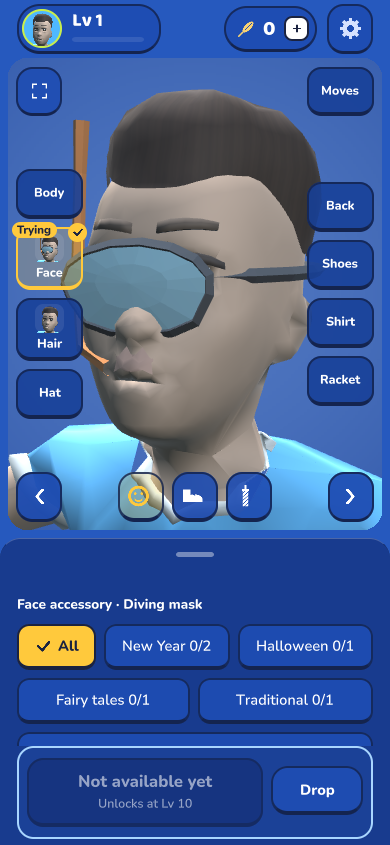 Lv 1
0
+
Moves
Body
Back
Trying
Face
Shoes
Hair
Shirt
Hat
Racket
Face accessory · Diving mask
All
New Year 0/2
Halloween 0/1
Fairy tales 0/1
Traditional 0/1
Not available yet
Unlocks at Lv 10
Drop